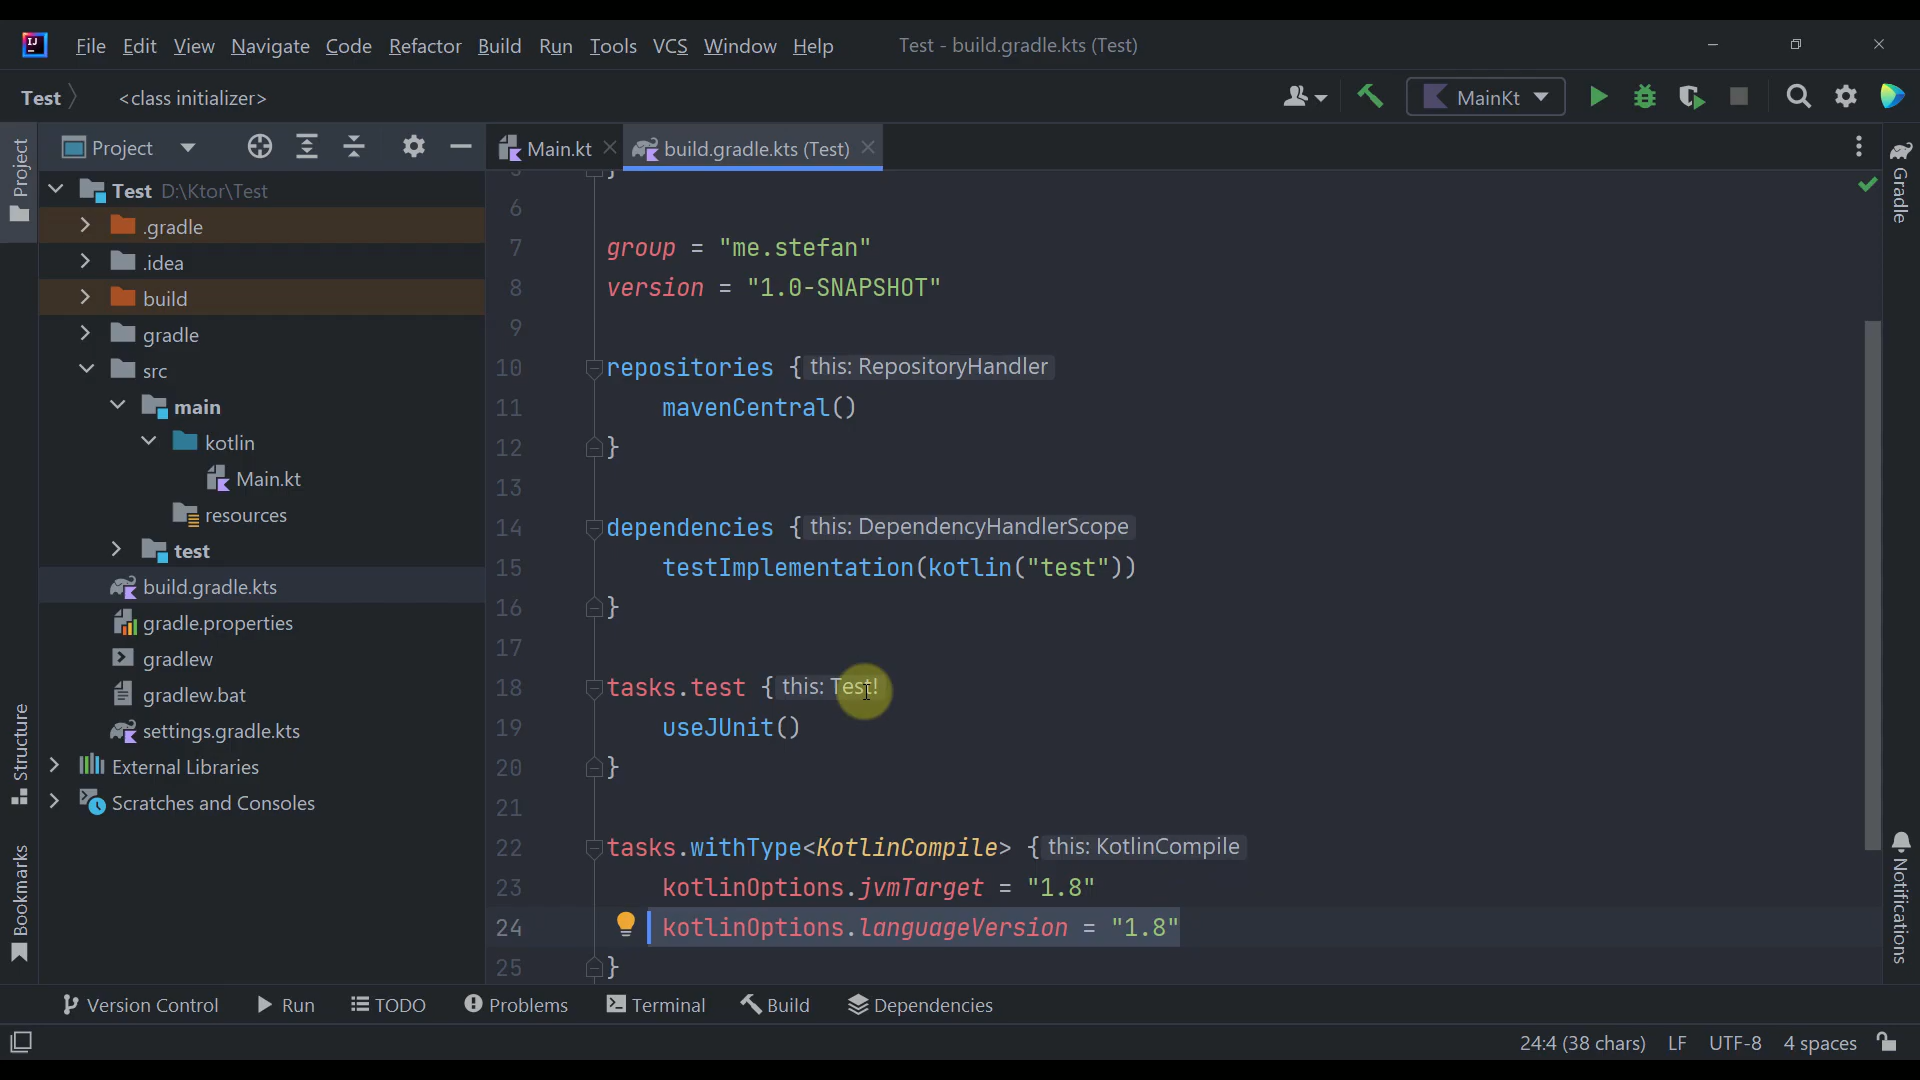 File Edit View Navigate Code Refactor Build Run Tools VCS Window Help Test - build.gradle.kts (Test)
Test <class initializer> MainKt
Project Main.kt build.gradle.kts (Test)
Project
Test D:\Ktor\Test
.gradle
.idea
build
gradle
src
main
kotlin
Main.kt
resources
test
build.gradle.kts
gradle.properties
gradlew
gradlew.bat
settings.gradle.kts
External Libraries
Scratches and Consoles
Structure
Bookmarks
6
7 group = "me.stefan"
8 version = "1.0-SNAPSHOT"
9
10 repositories { this: RepositoryHandler
11 mavenCentral()
12 }
13
14 dependencies { this: DependencyHandlerScope
15 testImplementation(kotlin("test"))
16 }
17
18 tasks.test { this: Test!
19 useJUnit()
20 }
21
22 tasks.withType<KotlinCompile> { this: KotlinCompile
23 kotlinOptions.jvmTarget = "1.8"
24 kotlinOptions.languageVersion = "1.8"
25 }
Gradle
Notifications
Version Control Run TODO Problems Terminal Build Dependencies
24:4 (38 chars) LF UTF-8 4 spaces